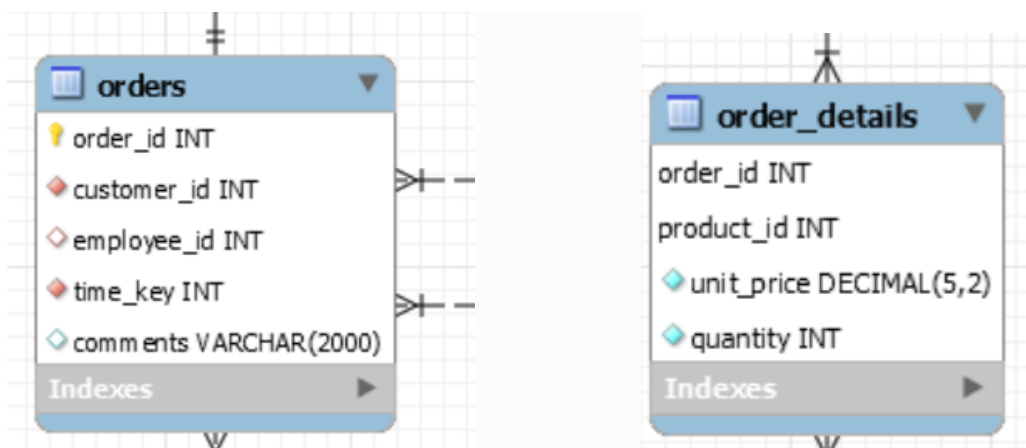 orders
order_id INT
customer_id INT
employee_id INT
time_key INT
comments VARCHAR(2000)
Indexes
order_details
order_id INT
product_id INT
unit_price DECIMAL(5,2)
quantity INT
Indexes